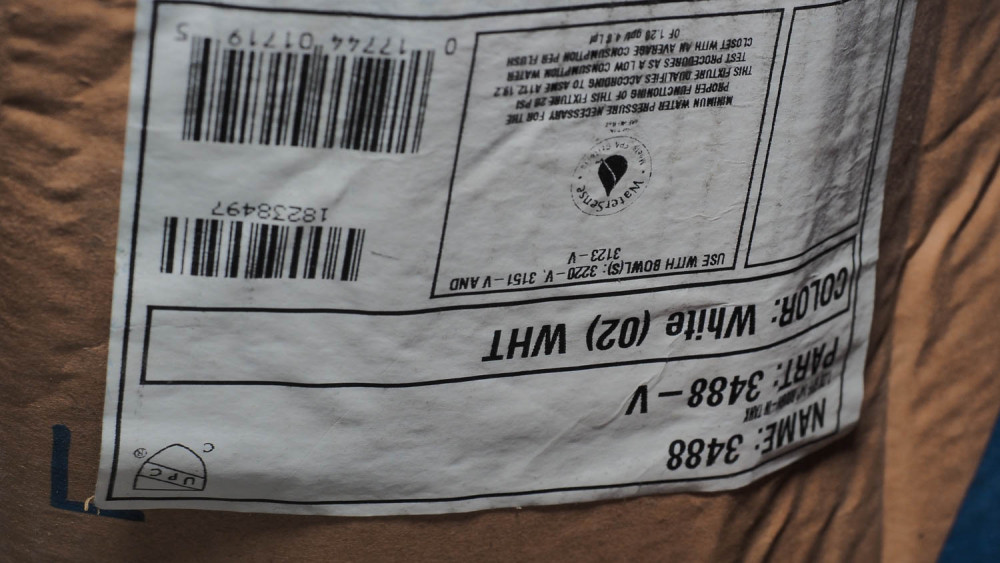 NAME: 3488
PART: 3488-V
COLOR: White (02) WHT
C
UPC
®
USE WITH BOWL(S): 3220-V, 3151-V AND
3123-V
WaterSense
MINIMUN WATER PRESSURE NECESSARY FOR THE
PROPER FUNCTIONING OF THIS FIXTURE 20 PSI
THIS FIXTURE QUALIFIES ACCORDING TO ASME A112.19.2
TEST PROCEDURES AS A LOW CONSUMPTION WATER
CLOSET WITH AN AVERAGE CONSUMPTION PER FLUSH
OF 1.28 gpf/ 4.8 Lpf
18238497
0 17744 01719 5
L